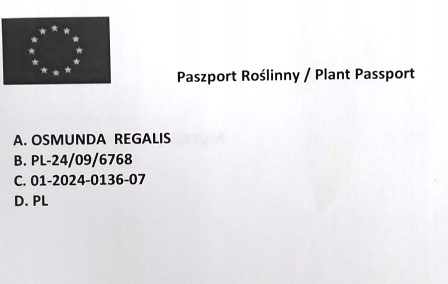 Paszport Roślinny / Plant Passport
A. OSMUNDA REGALIS
B. PL-24/09/6768
C. 01-2024-0136-07
D. PL